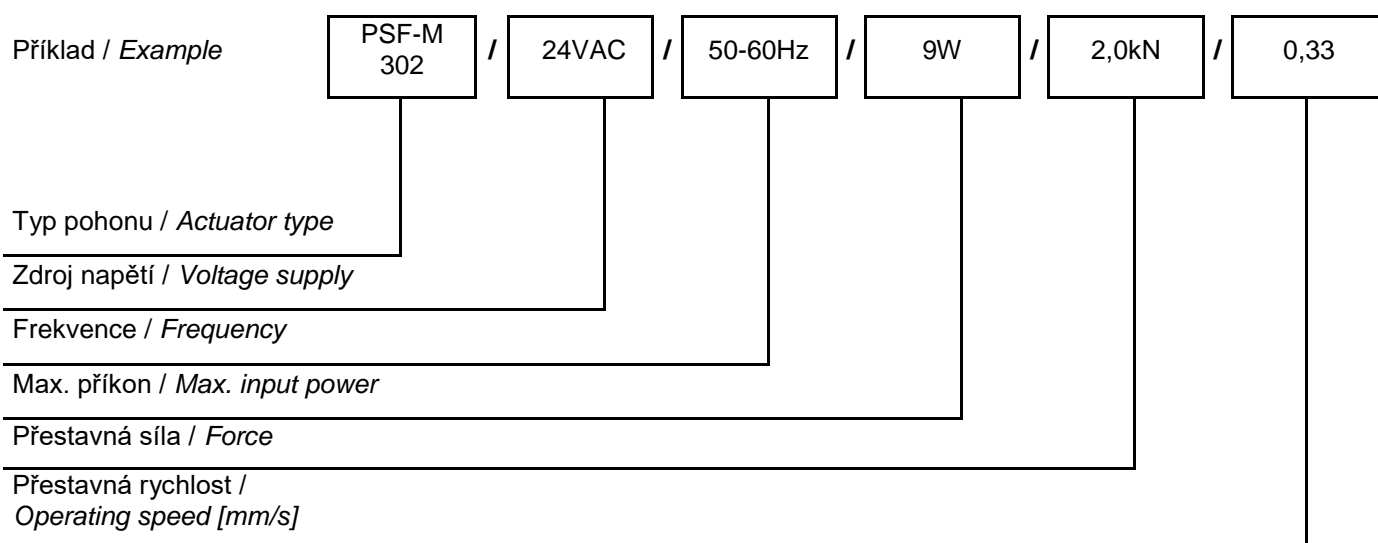 Příklad / Example PSF-M 302 / 24VAC / 50-60Hz / 9W / 2,0kN / 0,33
Typ pohonu / Actuator type
Zdroj napětí / Voltage supply
Frekvence / Frequency
Max. příkon / Max. input power
Přestavná síla / Force
Přestavná rychlost /
Operating speed [mm/s]